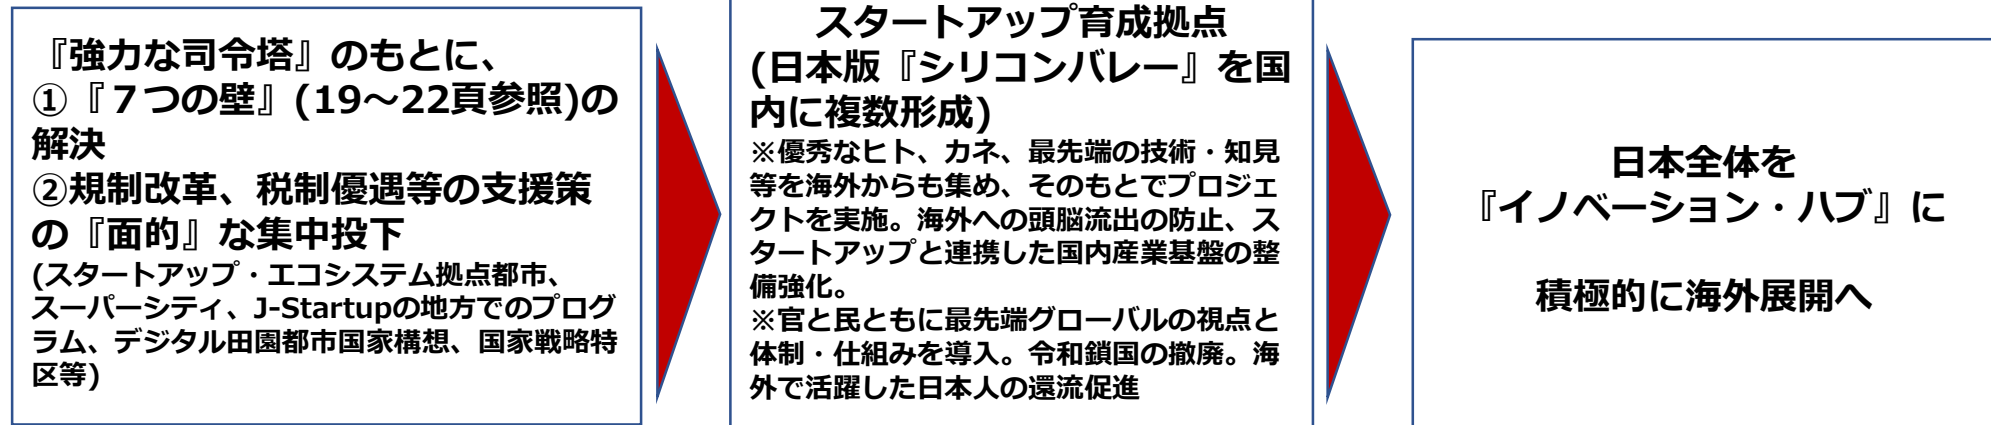 『強力な司令塔』のもとに、
①『７つの壁』(19～22頁参照)の
解決
②規制改革、税制優遇等の支援策
の『面的』な集中投下
(スタートアップ・エコシステム拠点都市、
スーパーシティ、J-Startupの地方でのプログ
ラム、デジタル田園都市国家構想、国家戦略特
区等)
スタートアップ育成拠点
(日本版『シリコンバレー』を国
内に複数形成)
※優秀なヒト、カネ、最先端の技術・知見
等を海外からも集め、そのもとでプロジェ
クトを実施。海外への頭脳流出の防止、ス
タートアップと連携した国内産業基盤の整
備強化。
※官と民ともに最先端グローバルの視点と
体制・仕組みを導入。令和鎖国の撤廃。海
外で活躍した日本人の還流促進
日本全体を
『イノベーション・ハブ』に
積極的に海外展開へ